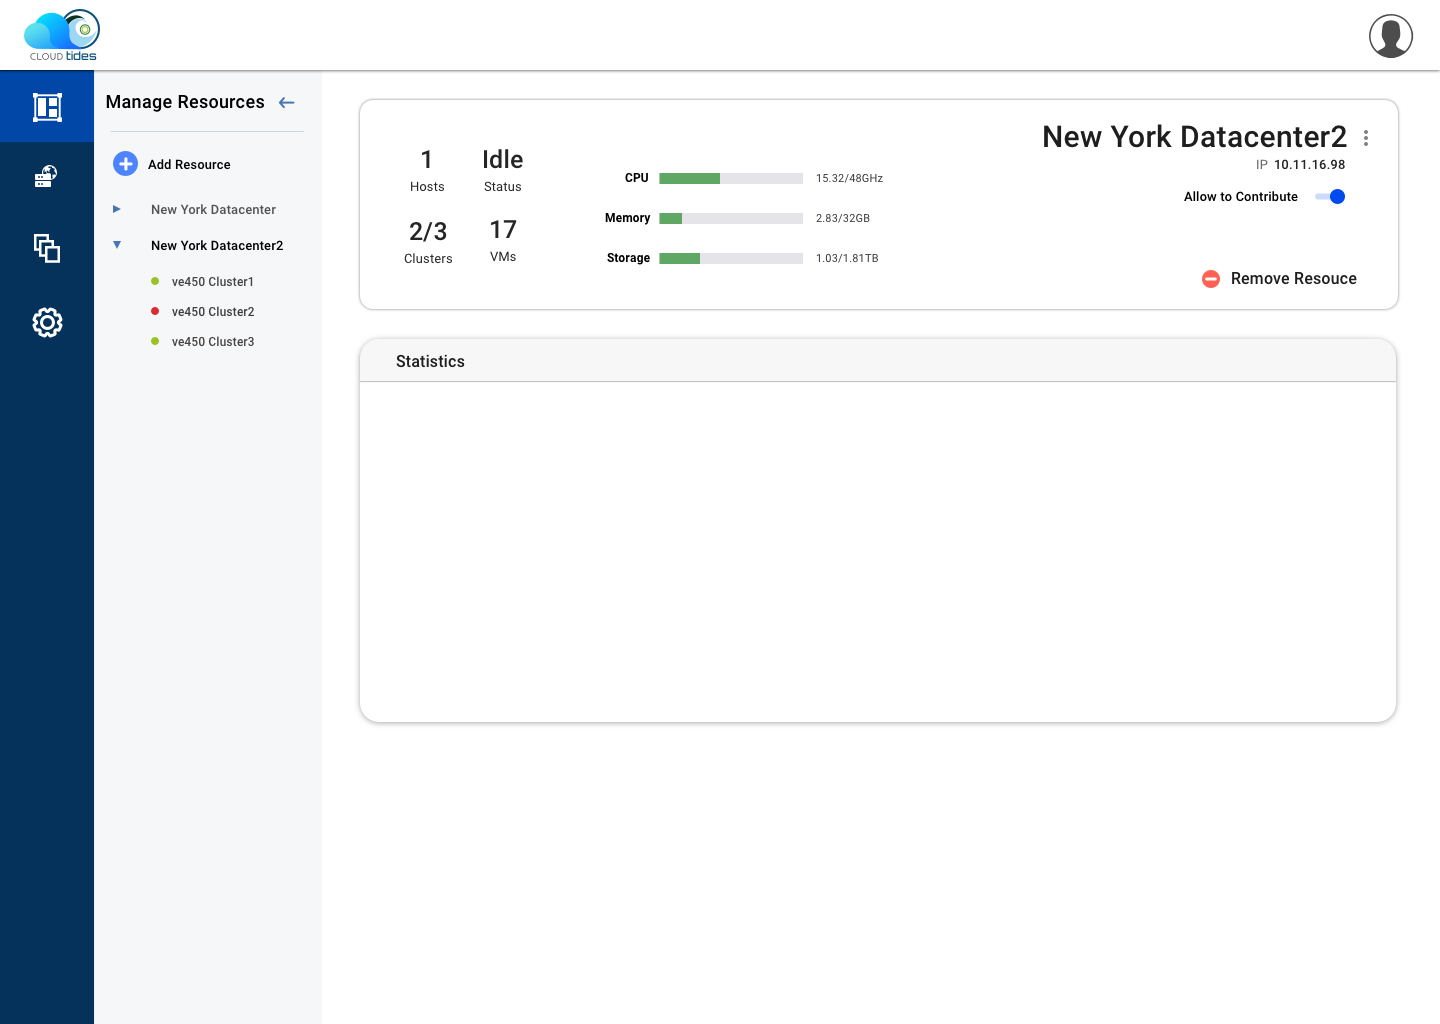 CLOUD tides
Manage Resources
Add Resource
New York Datacenter
New York Datacenter2
ve450 Cluster1
ve450 Cluster2
ve450 Cluster3
1
Hosts
Idle
Status
2/3
Clusters
17
VMs
CPU 15.32/48GHz
Memory 2.83/32GB
Storage 1.03/1.81TB
New York Datacenter2
IP 10.11.16.98
Allow to Contribute
Remove Resouce
Statistics